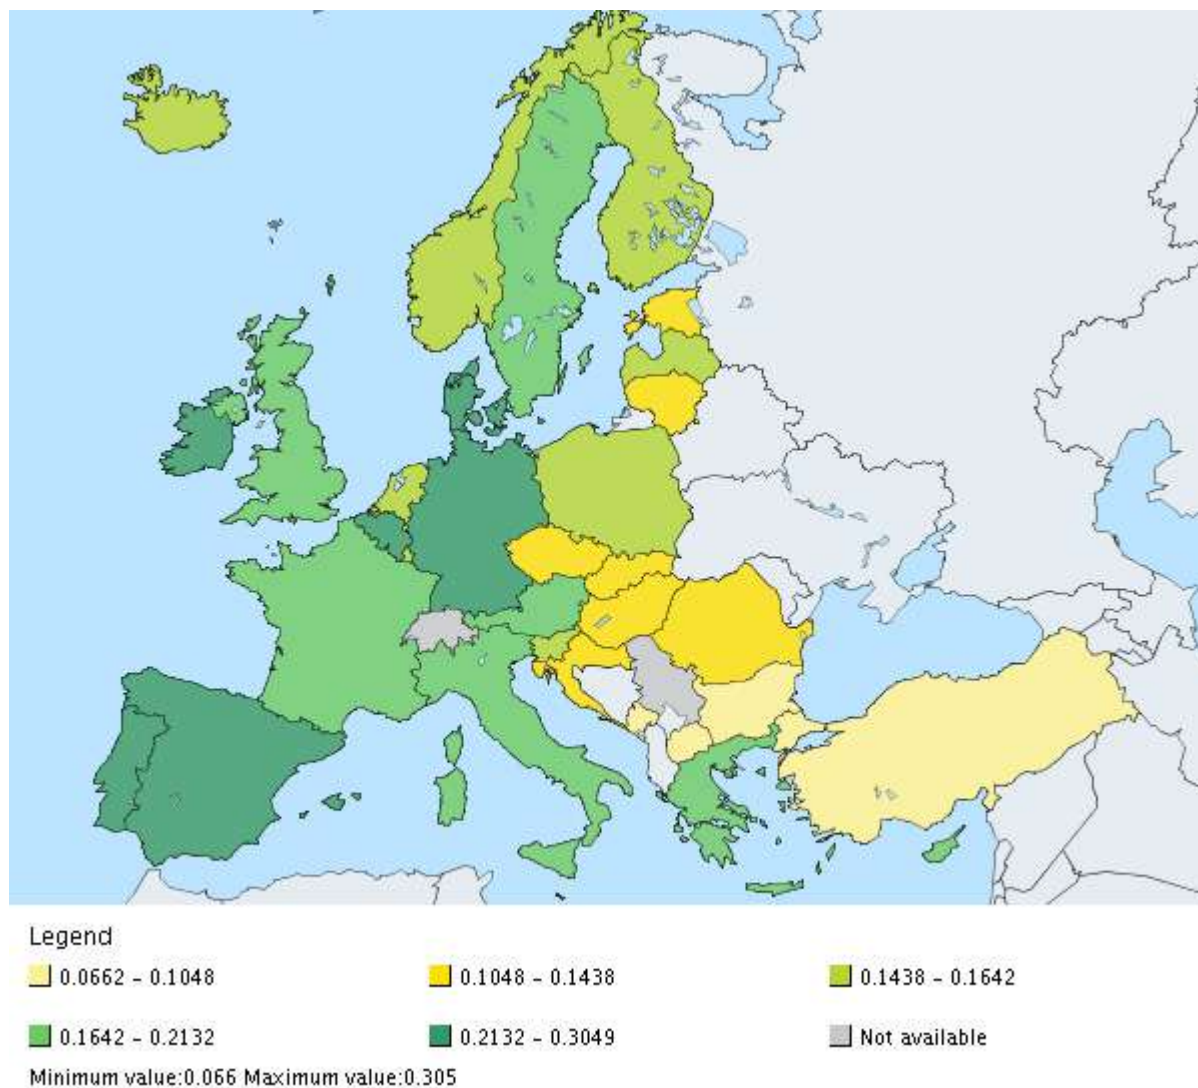 Legend
0.0662 - 0.1048 0.1048 - 0.1438 0.1438 - 0.1642
0.1642 - 0.2132 0.2132 - 0.3049 Not available
Minimum value:0.066 Maximum value:0.305